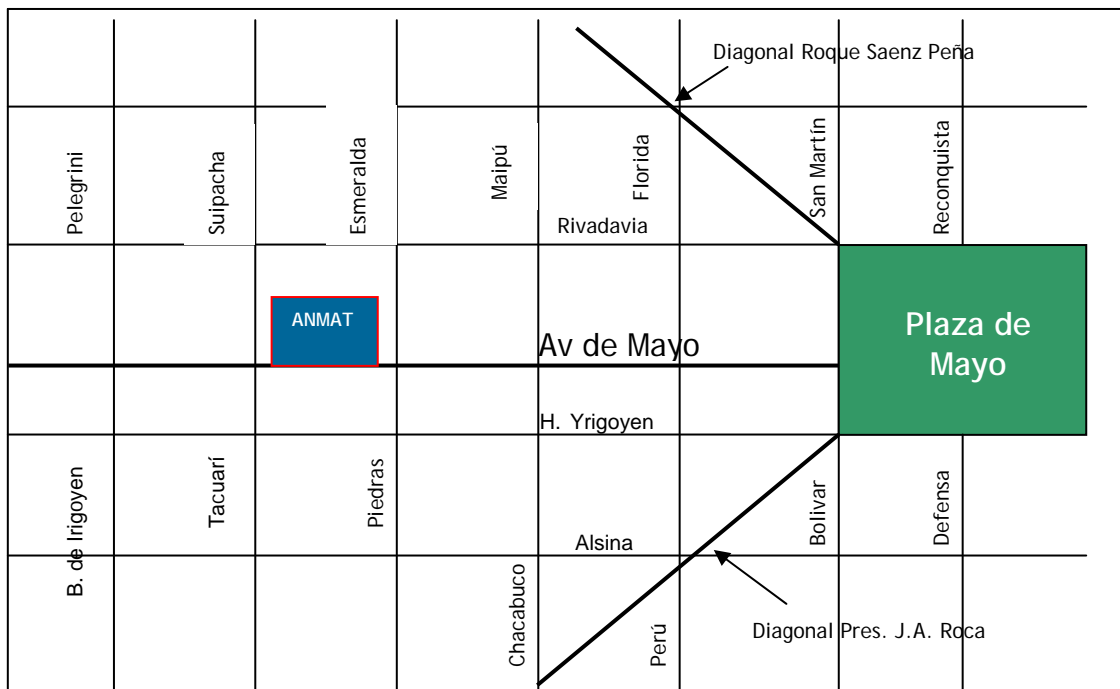 Diagonal Roque Saenz Peña
Pelegrini
Suipacha
Esmeralda
Maipú
Florida
San Martín
Reconquista
Rivadavia
ANMAT
Av de Mayo
Plaza de
Mayo
H. Yrigoyen
B. de Irigoyen
Tacuarí
Piedras
Alsina
Chacabuco
Perú
Bolivar
Defensa
Diagonal Pres. J.A. Roca